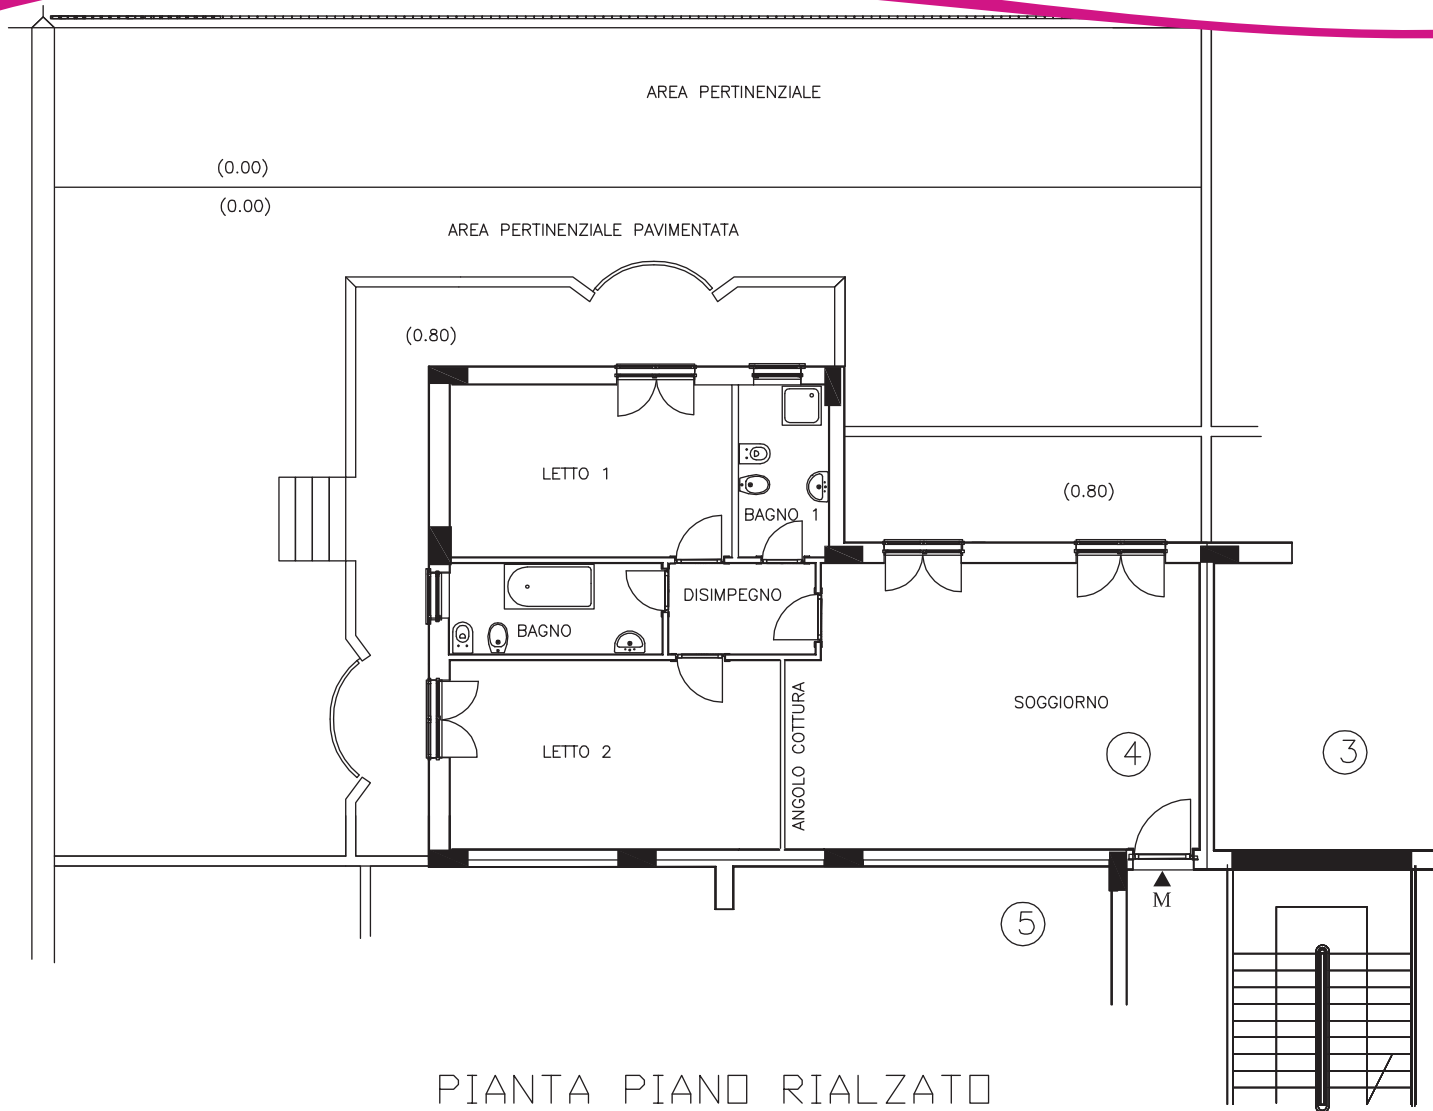 AREA PERTINENZIALE
(0.00)
(0.00)
AREA PERTINENZIALE PAVIMENTATA
(0.80)
LETTO 1
(0.80)
BAGNO 1
DISIMPEGNO
BAGNO
SOGGIORNO
ANGOLO COTTURA
LETTO 2
4
3
M
5
PIANTA PIANO RIALZATO